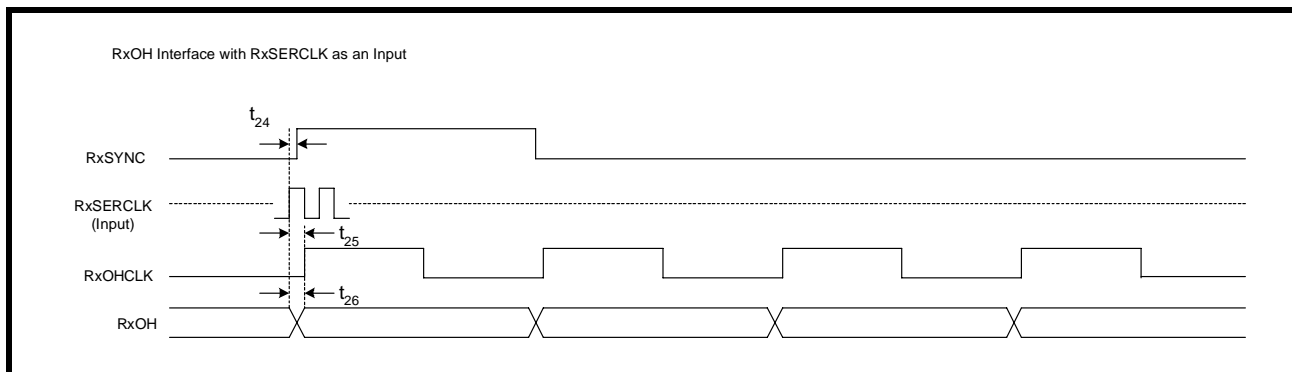 RxOH Interface with RxSERCLK as an Input
t24
RxSYNC
RxSERCLK
(Input)
t25
RxOHCLK
t26
RxOH